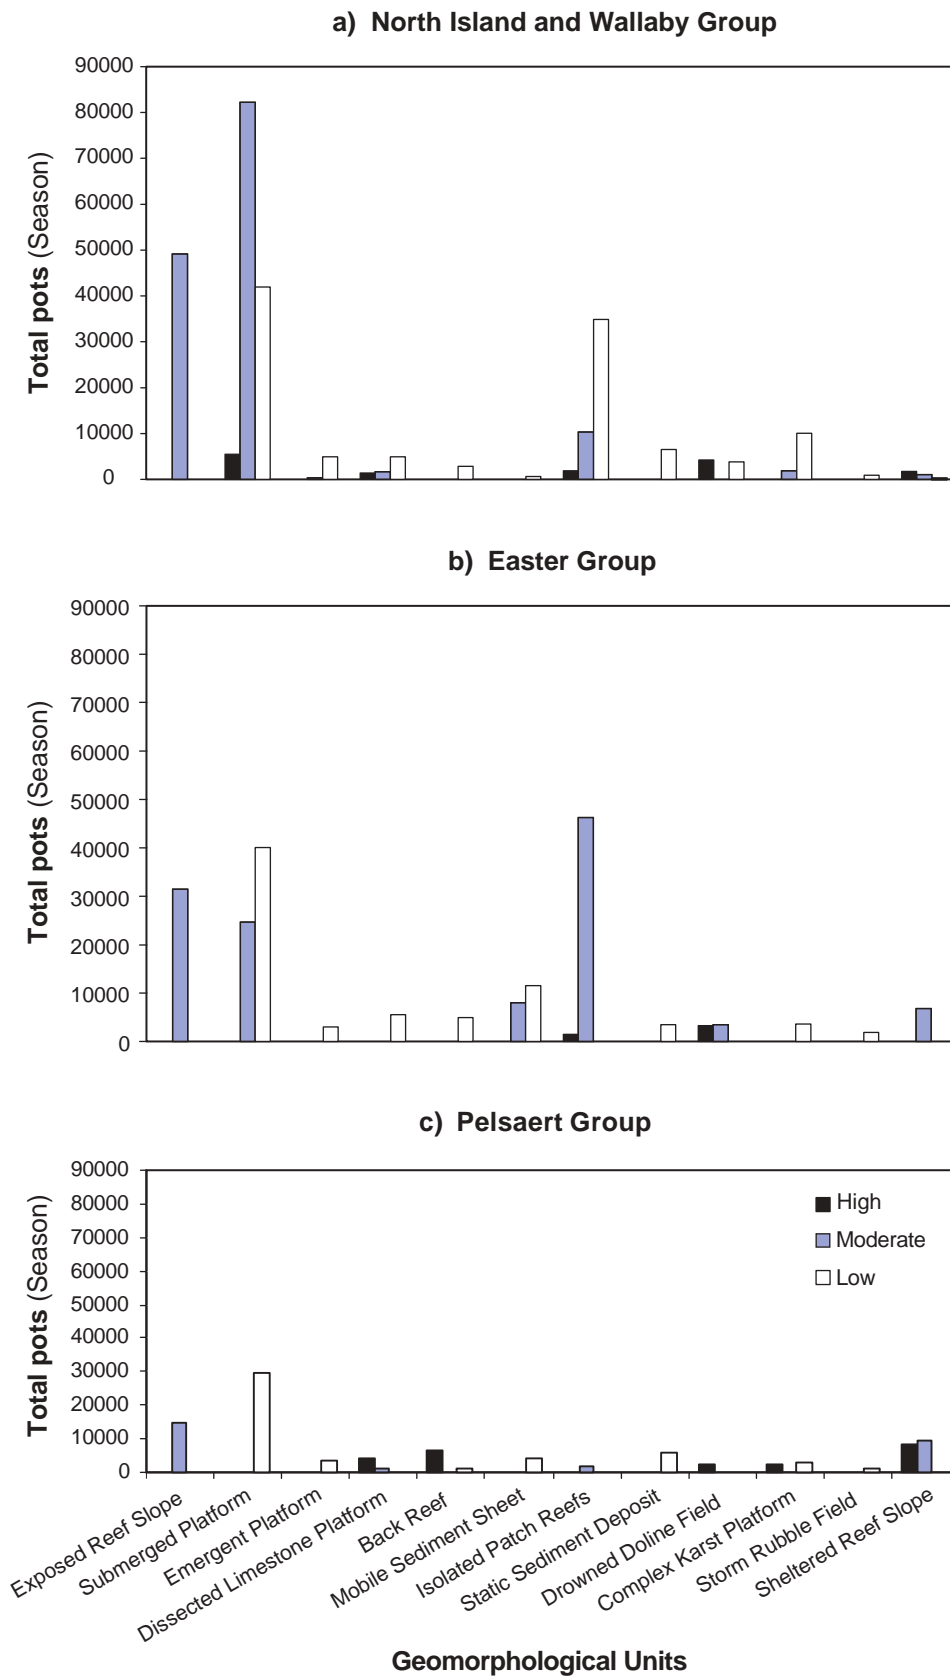 a) North Island and Wallaby Group
90000
80000
70000
60000
50000
40000
30000
20000
10000
0
Total pots (Season)
b) Easter Group
90000
80000
70000
60000
50000
40000
30000
20000
10000
0
Total pots (Season)
c) Pelsaert Group
90000
80000
70000
60000
50000
40000
30000
20000
10000
0
Total pots (Season)
High
Moderate
Low
Exposed Reef Slope
Submerged Platform
Emergent Platform
Dissected Limestone Platform
Back Reef
Mobile Sediment Sheet
Isolated Patch Reefs
Static Sediment Deposit
Drowned Doline Field
Complex Karst Platform
Storm Rubble Field
Sheltered Reef Slope
Geomorphological Units